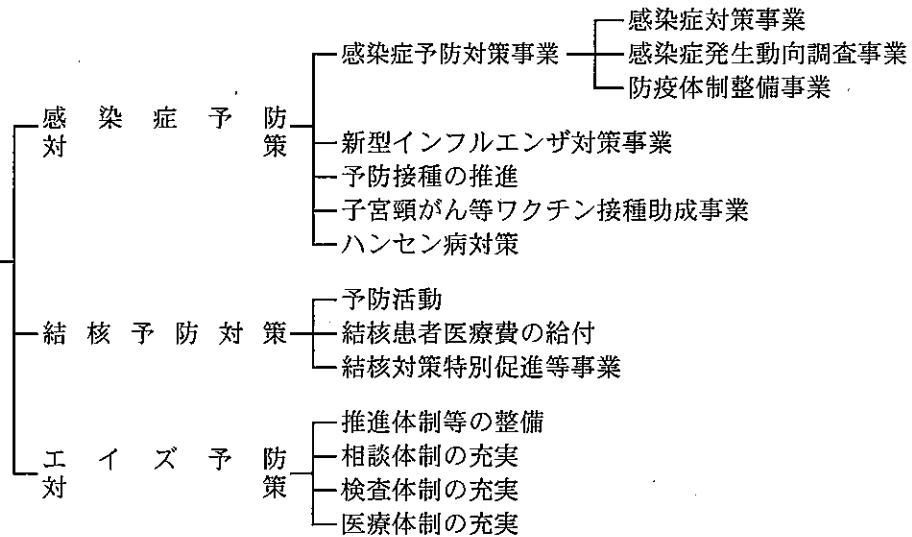 感染症予防
対策
感染症予防対策事業
感染症対策事業
感染症発生動向調査事業
防疫体制整備事業
新型インフルエンザ対策事業
予防接種の推進
子宮頸がん等ワクチン接種助成事業
ハンセン病対策
結核予防対策
予防活動
結核患者医療費の給付
結核対策特別促進等事業
エイズ予防
対策
推進体制等の整備
相談体制の充実
検査体制の充実
医療体制の充実